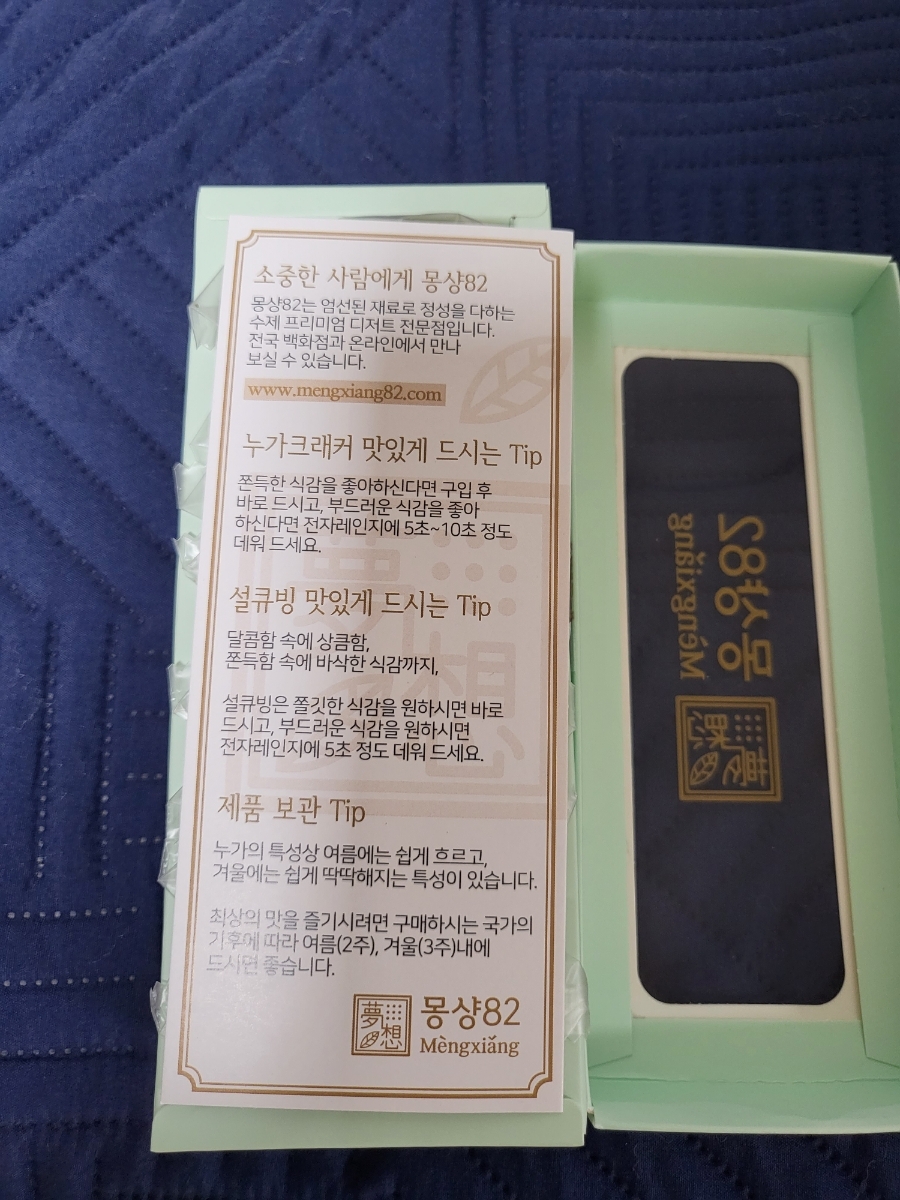 소중한 사람에게 몽샹82
몽샹82는 엄선된 재료로 정성을 다하는
수제 프리미엄 디저트 전문점입니다.
전국 백화점과 온라인에서 만나
보실 수 있습니다.
www.mengxiang82.com
누가크래커 맛있게 드시는 Tip
쫀득한 식감을 좋아하신다면 구입 후
바로 드시고, 부드러운 식감을 좋아
하신다면 전자레인지에 5초~10초 정도
데워 드세요.
설큐빙 맛있게 드시는 Tip
달콤함 속에 상큼함,
쫀득함 속에 바삭한 식감까지,
설큐빙은 쫄깃한 식감을 원하시면 바로
드시고, 부드러운 식감을 원하시면
전자레인지에 5초 정도 데워 드세요.
제품 보관 Tip
누가의 특성상 여름에는 쉽게 흐르고,
겨울에는 쉽게 딱딱해지는 특성이 있습니다.
최상의 맛을 즐기시려면 구매하시는 국가의
기후에 따라 여름(2주), 겨울(3주)내에
드시면 좋습니다.
夢想
몽샹82
Mèngxiǎng
夢想
몽샹82
Mèngxiǎng